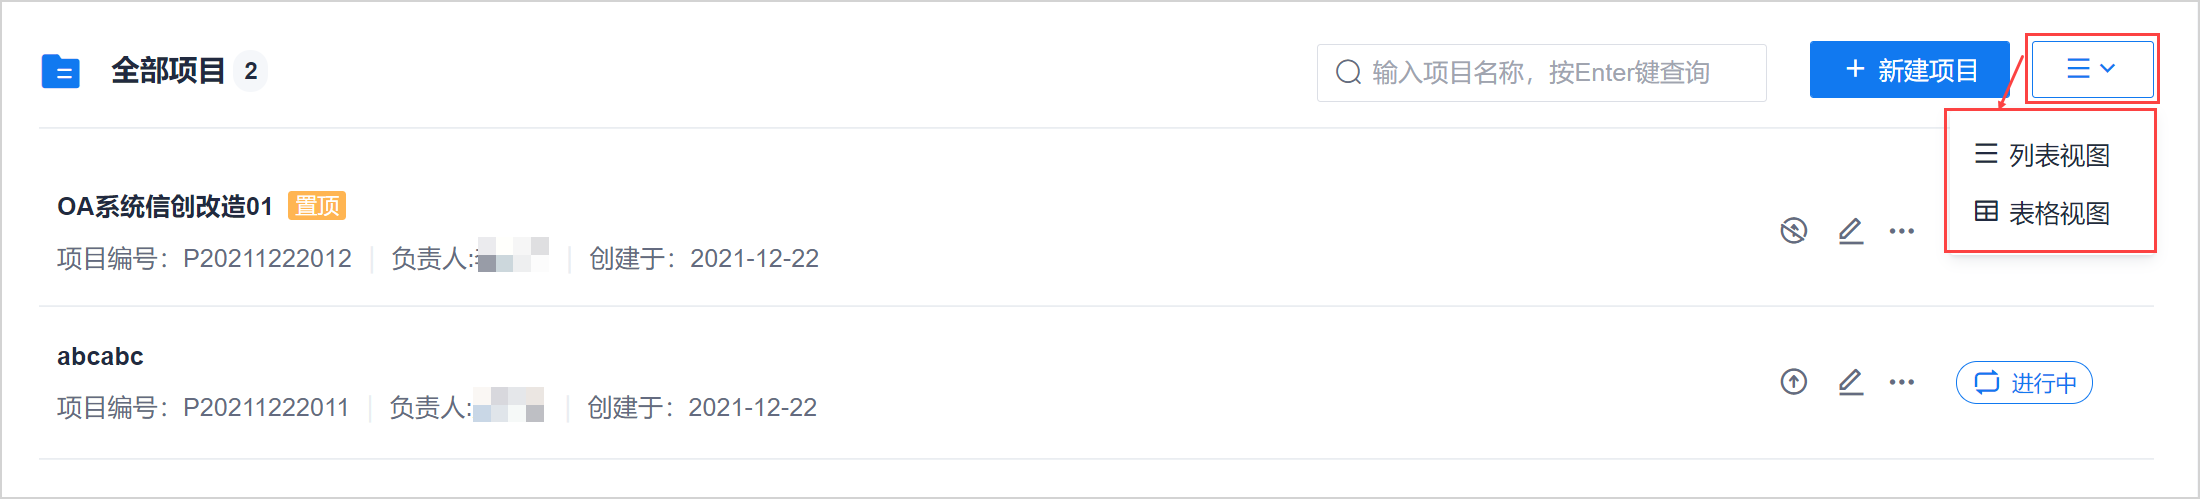 全部项目 2
输入项目名称，按Enter键查询
+ 新建项目
列表视图
表格视图
OA系统信创改造01 置顶
项目编号：P20211222012 负责人: 创建于：2021-12-22
abcabc
项目编号：P20211222011 负责人: 创建于：2021-12-22
进行中